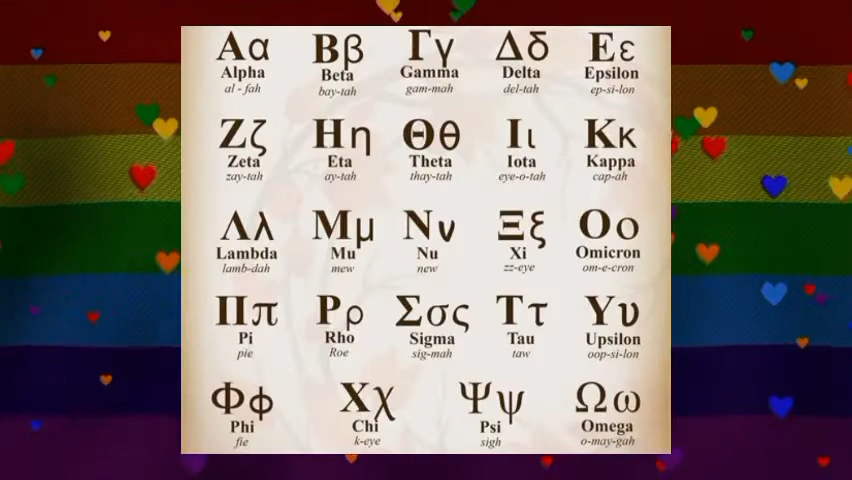 Αα Ββ Γγ Δδ Εε
Alpha Beta Gamma Delta Epsilon
al - fah bay-tah gam-mah del-tah ep-si-lon
Ζζ Ηη Θθ Ιι Κκ
Zeta Eta Theta Iota Kappa
zay-tah ay-tah thay-tah eye-o-tah cap-ah
Λλ Μμ Νν Ξξ Οο
Lambda Mu Nu Xi Omicron
lamb-dah mew new zz-eye om-e-cron
Ππ Ρρ Σσς Ττ Υυ
Pi Rho Sigma Tau Upsilon
pie Roe sig-mah taw oop-si-lon
Φϕ Χχ Ψψ Ωω
Phi Chi Psi Omega
fie k-eye sigh o-may-gah